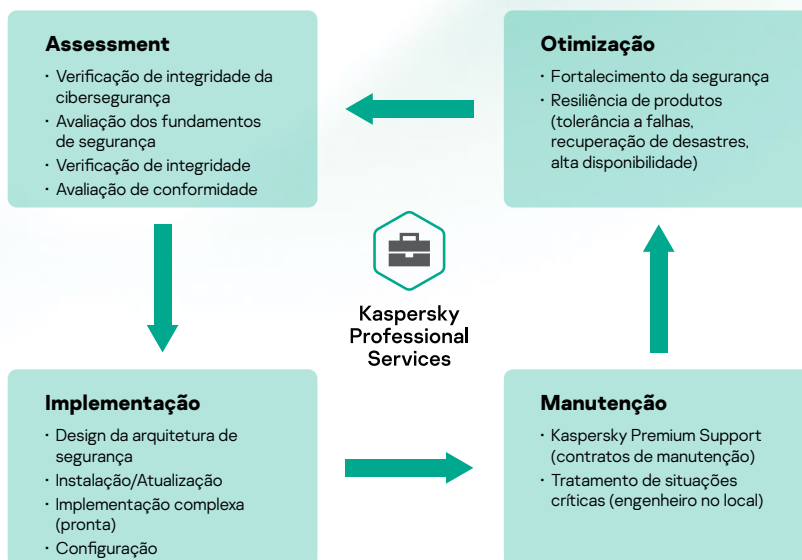 Assessment
· Verificação de integridade da
cibersegurança
· Avaliação dos fundamentos
de segurança
· Verificação de integridade
· Avaliação de conformidade
Otimização
· Fortalecimento da segurança
· Resiliência de produtos
(tolerância a falhas,
recuperação de desastres,
alta disponibilidade)
Kaspersky
Professional
Services
Implementação
· Design da arquitetura de
segurança
· Instalação/Atualização
· Implementação complexa
(pronta)
· Configuração
Manutenção
· Kaspersky Premium Support
(contratos de manutenção)
· Tratamento de situações
críticas (engenheiro no local)